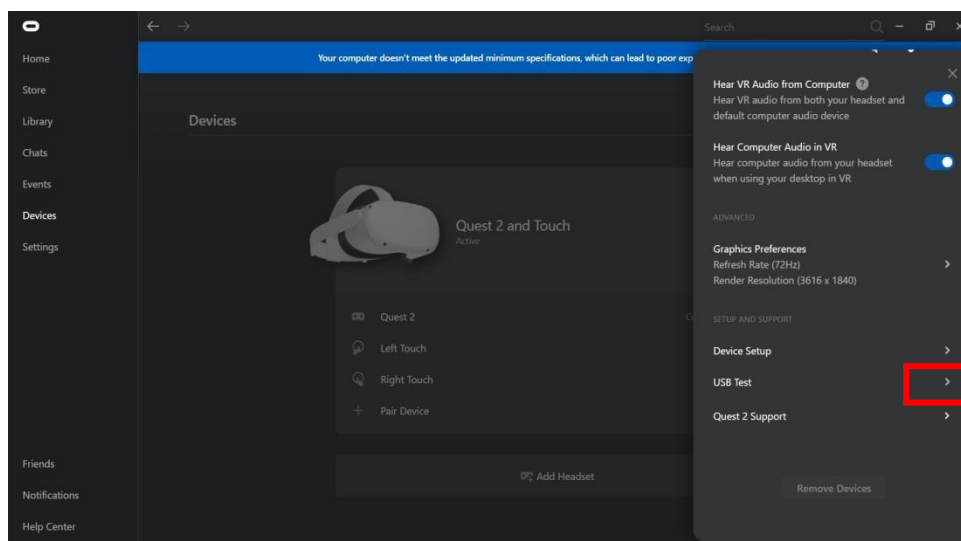 Search
Home
Store
Library
Chats
Events
Devices
Settings
Friends
Notifications
Help Center
Your computer doesn't meet the updated minimum specifications, which can lead to poor exp
Devices
Quest 2 and Touch
Active
Quest 2
Left Touch
Right Touch
Pair Device
Add Headset
Hear VR Audio from Computer
Hear VR audio from both your headset and
default computer audio device
Hear Computer Audio in VR
Hear computer audio from your headset
when using your desktop in VR
ADVANCED
Graphics Preferences
Refresh Rate (72Hz)
Render Resolution (3616 x 1840)
SETUP AND SUPPORT
Device Setup
USB Test
Quest 2 Support
Remove Devices